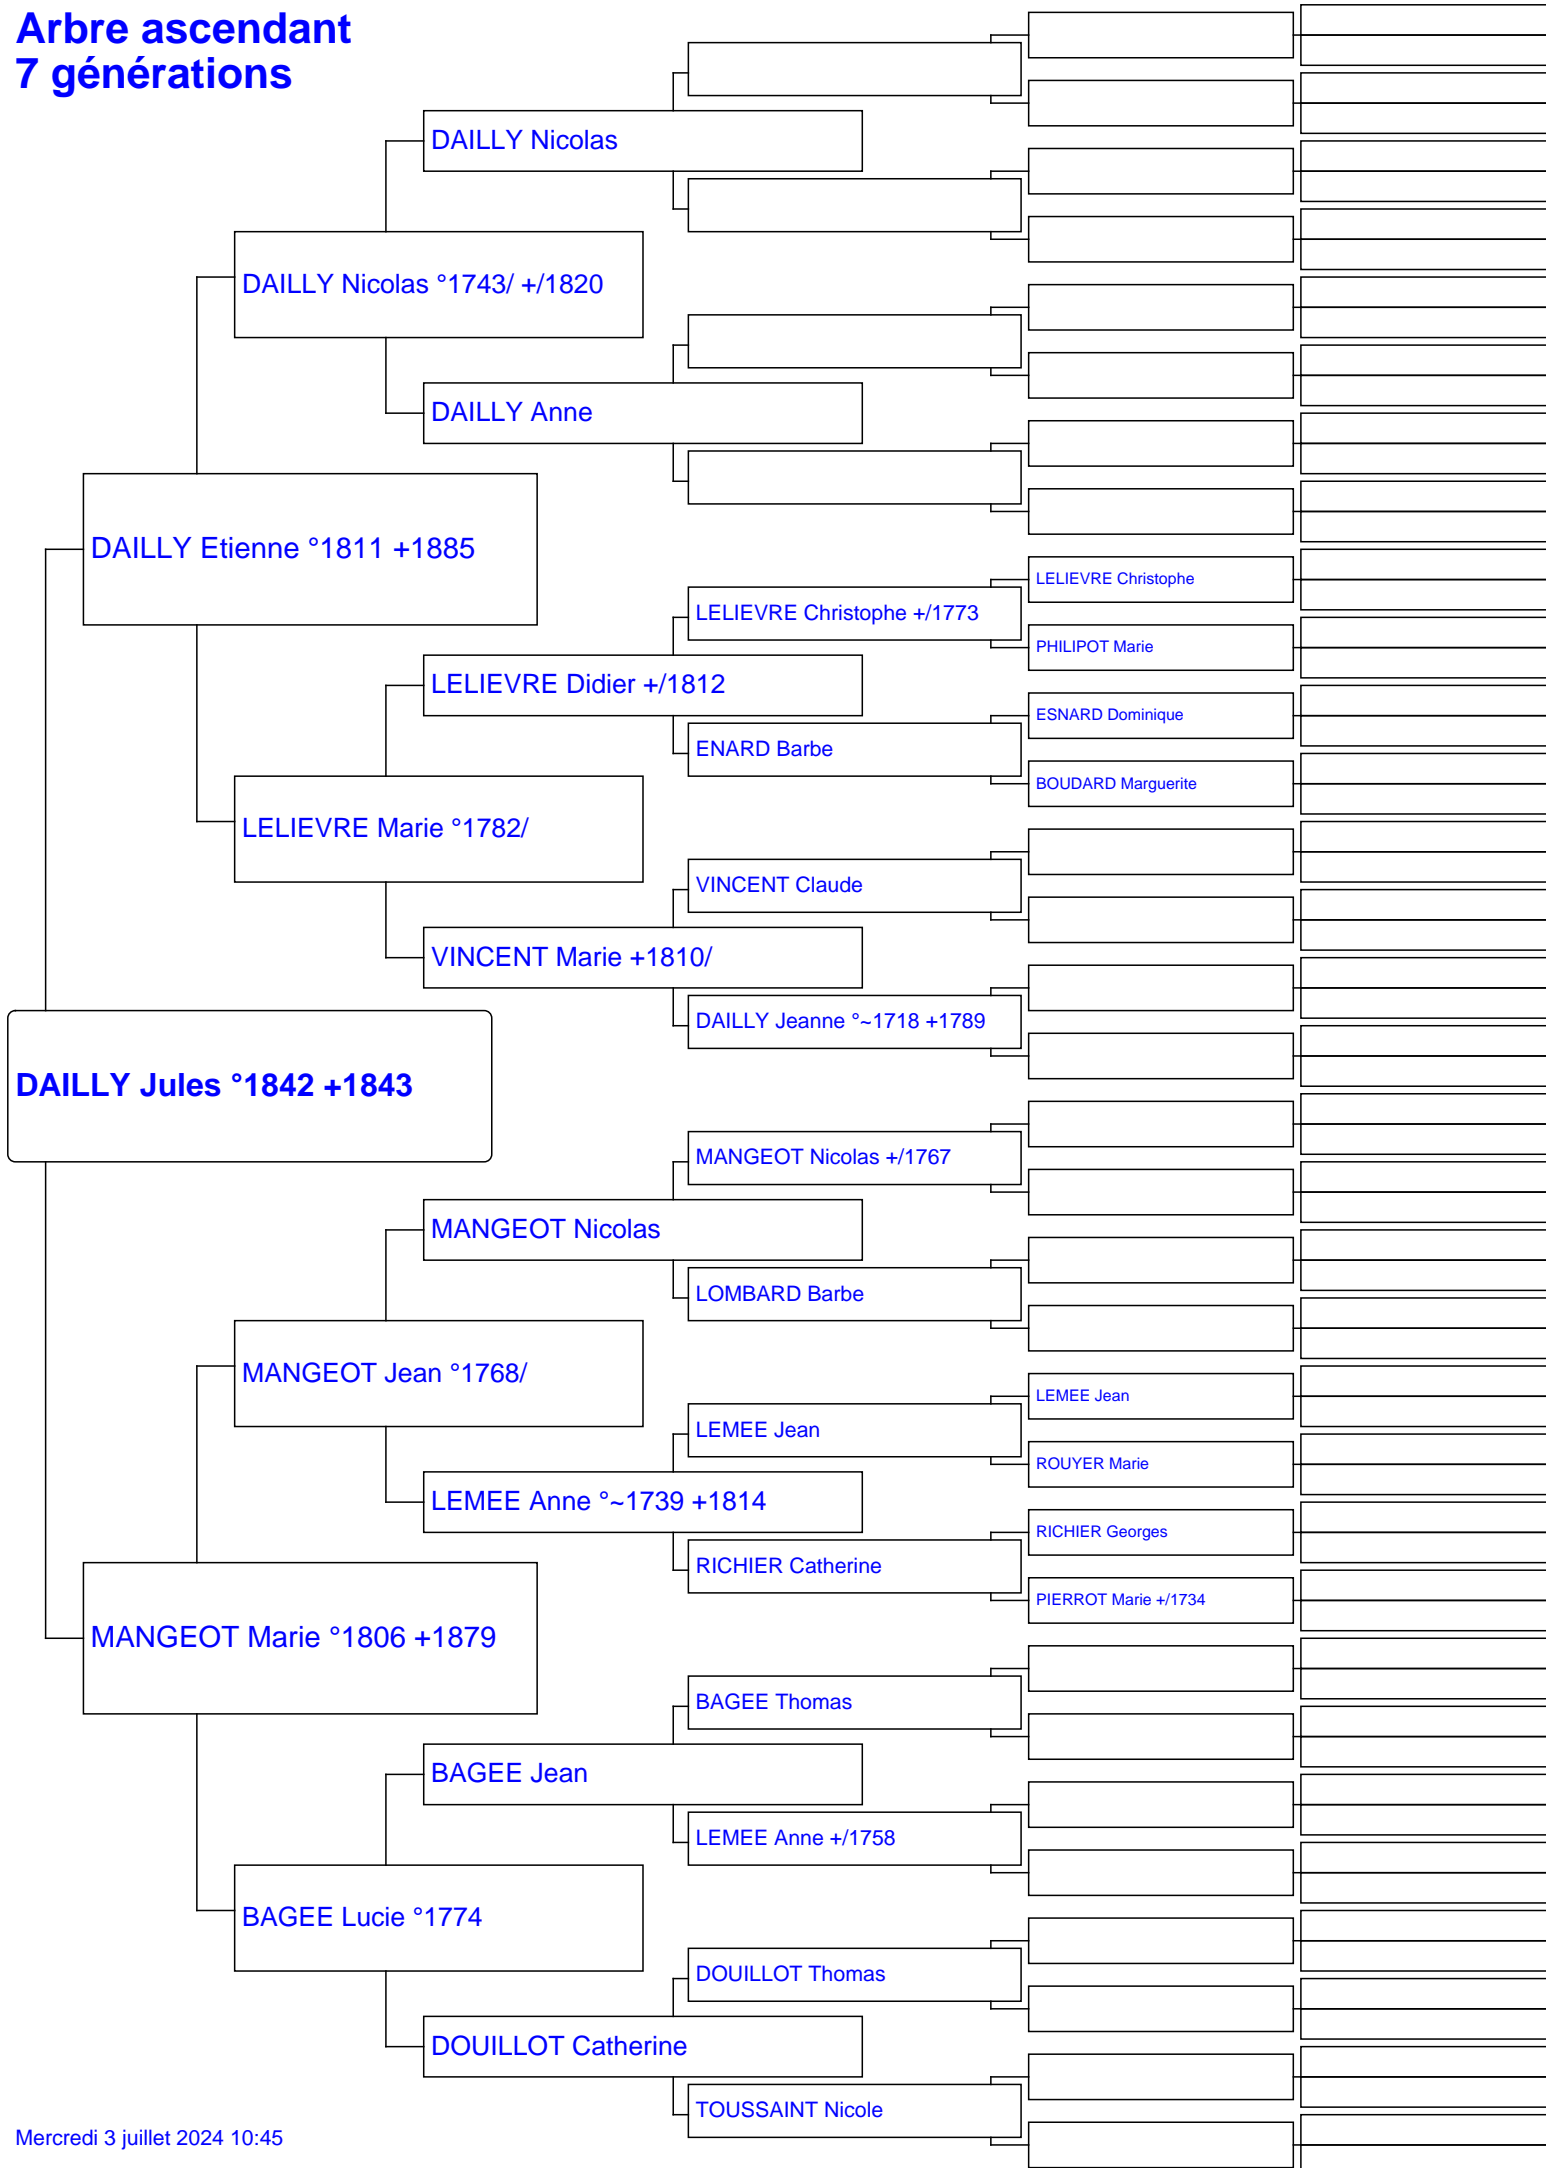 Arbre ascendant
7 générations
DAILLY Nicolas
DAILLY Nicolas °1743/ +/1820
DAILLY Anne
DAILLY Etienne °1811 +1885
LELIEVRE Christophe
LELIEVRE Christophe +/1773
PHILIPOT Marie
LELIEVRE Didier +/1812
ESNARD Dominique
ENARD Barbe
BOUDARD Marguerite
LELIEVRE Marie °1782/
VINCENT Claude
VINCENT Marie +1810/
DAILLY Jeanne °~1718 +1789
DAILLY Jules °1842 +1843
MANGEOT Nicolas +/1767
MANGEOT Nicolas
LOMBARD Barbe
MANGEOT Jean °1768/
LEMEE Jean
LEMEE Jean
ROUYER Marie
LEMEE Anne °~1739 +1814
RICHIER Georges
RICHIER Catherine
PIERROT Marie +/1734
MANGEOT Marie °1806 +1879
BAGEE Thomas
BAGEE Jean
LEMEE Anne +/1758
BAGEE Lucie °1774
DOUILLOT Thomas
DOUILLOT Catherine
TOUSSAINT Nicole
Mercredi 3 juillet 2024 10:45